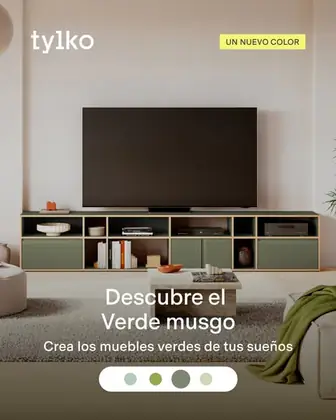 tylko
UN NUEVO COLOR
Descubre el
Verde musgo
Crea los muebles verdes de tus sueños